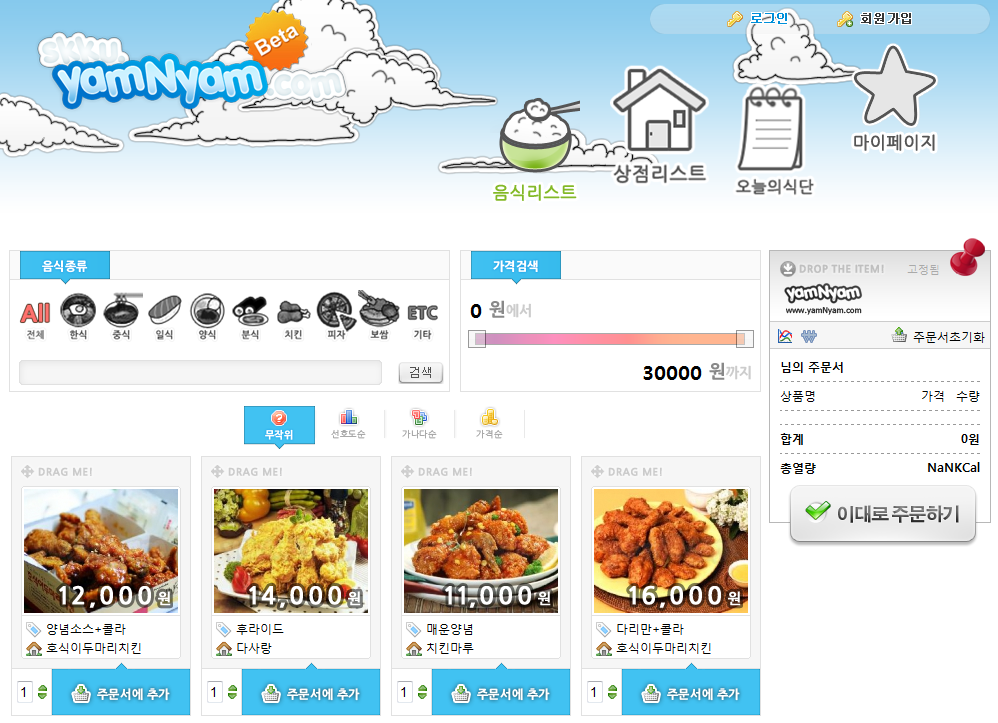 로그인
회원 가입
skku.
yamNyam.com
Beta
음식리스트
상점리스트
오늘의식단
마이페이지
음식종류
All
전체
한식
중식
일식
양식
분식
치킨
피자
보쌈
ETC
기타
검색
가격검색
0 원에서
30000 원까지
무작위
선호도순
가나다순
가격순
DRAG ME!
12,000원
양념소스+콜라
호식이두마리치킨
1
주문서에 추가
DRAG ME!
14,000원
후라이드
다사랑
1
주문서에 추가
DRAG ME!
11,000원
매운양념
치킨마루
1
주문서에 추가
DRAG ME!
16,000원
다리만+콜라
호식이두마리치킨
1
주문서에 추가
DROP THE ITEM!
고정됨
yamNyam
www.yamNyam.com
주문서초기화
님의 주문서
상품명 가격 수량
합계 0원
총열량 NaNKCal
이대로 주문하기